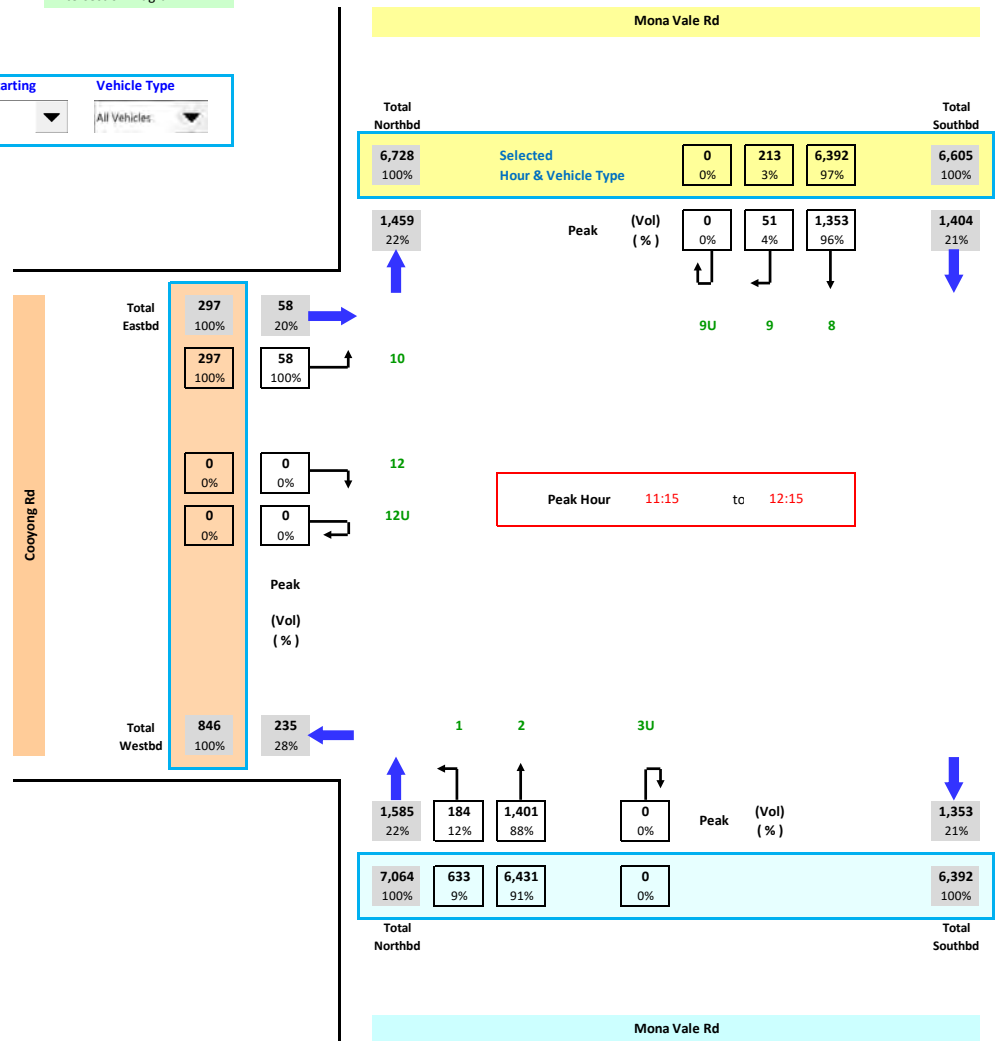 Mona Vale Rd
arting Vehicle Type
All Vehicles
Total Total
Northbd Southbd
6,728 Selected 0 213 6,392 6,605
100% Hour & Vehicle Type 0% 3% 97% 100%
1,459 Peak (Vol) 0 51 1,353 1,404
22% ( % ) 0% 4% 96% 21%
Total 297 58
Eastbd 100% 20% 9U 9 8
297 58 10
100% 100%
0 0 12
0% 0%
Peak Hour 11:15 to 12:15
0 0 12U
0% 0%
Cooyong Rd
Peak
(Vol)
( % )
Total 846 235 1 2 3U
Westbd 100% 28%
1,585 184 1,401 0 Peak (Vol) 1,353
22% 12% 88% 0% ( % ) 21%
7,064 633 6,431 0 6,392
100% 9% 91% 0% 100%
Total Total
Northbd Southbd
Mona Vale Rd